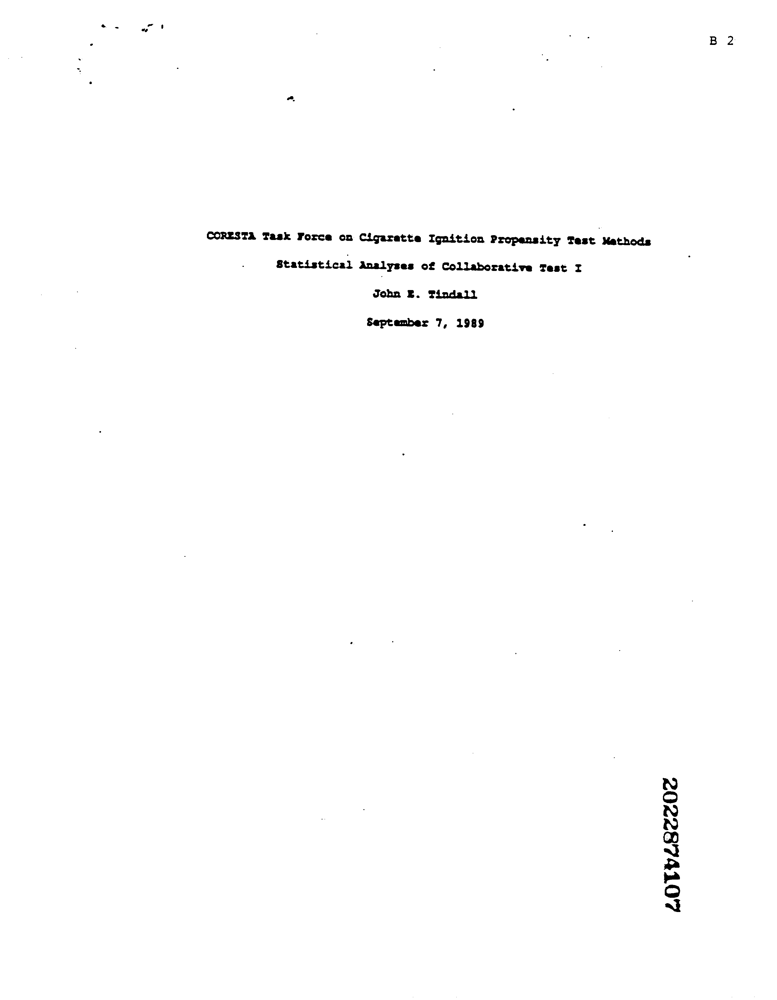 B 2
CORESTA Task Force on Cigarette Ignition Propensity Test Methods
Statistical Analyses of Collaborative Test I
John E. Tindall
September 7, 1989
2022874107